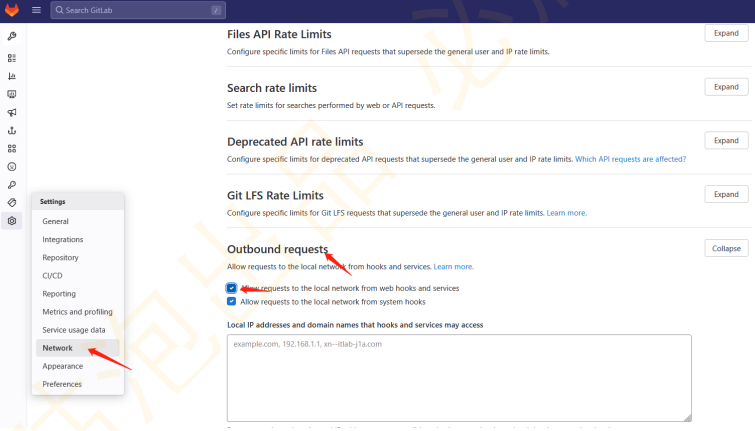 Search GitLab /
Files API Rate Limits
Expand
Configure specific limits for Files API requests that supersede the general user and IP rate limits.
Search rate limits
Expand
Set rate limits for searches performed by web or API requests.
Deprecated API rate limits
Expand
Configure specific limits for deprecated API requests that supersede the general user and IP rate limits. Which API requests are affected?
Git LFS Rate Limits
Expand
Configure specific limits for Git LFS requests that supersede the general user and IP rate limits. Learn more.
Settings
General
Integrations
Repository
CI/CD
Reporting
Metrics and profiling
Service usage data
Network
Appearance
Preferences
Outbound requests
Collapse
Allow requests to the local network from hooks and services. Learn more.
Allow requests to the local network from web hooks and services
Allow requests to the local network from system hooks
Local IP addresses and domain names that hooks and services may access
example.com, 192.168.1.1, xn--itlab-j1a.com